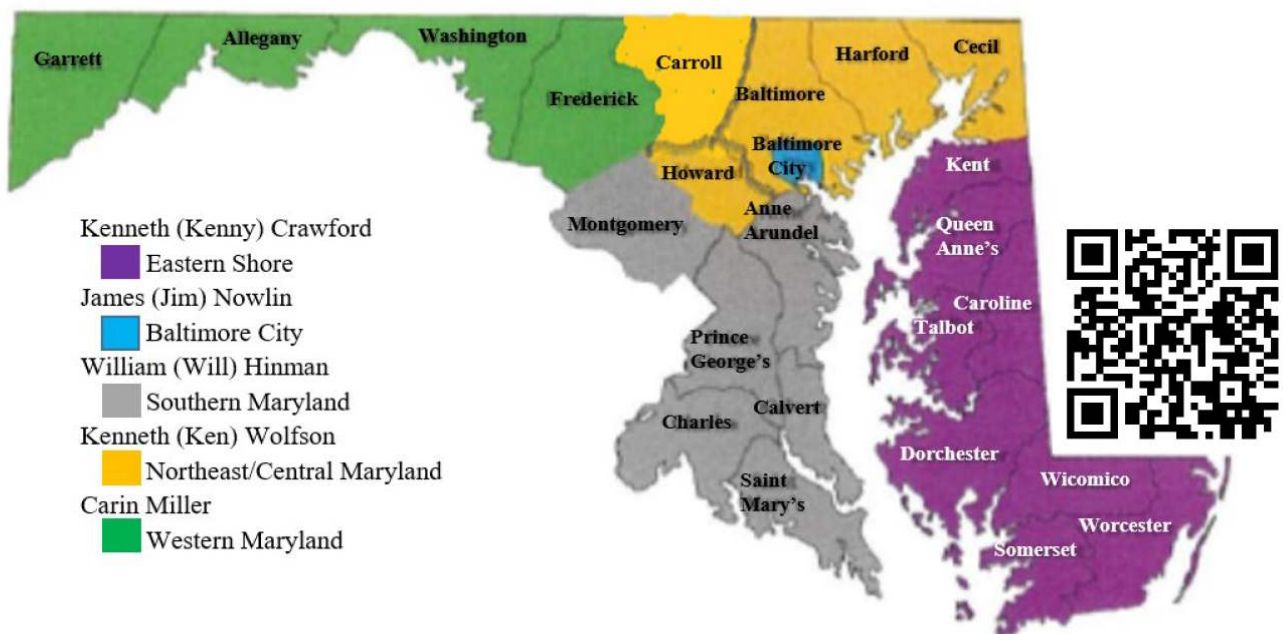 Garrett
Allegany
Washington
Frederick
Carroll
Baltimore
Harford
Cecil
Baltimore
City
Howard
Montgomery
Anne
Arundel
Kent
Queen
Anne's
Caroline
Talbot
Prince
George's
Charles
Calvert
Saint
Mary's
Dorchester
Wicomico
Worcester
Somerset
Kenneth (Kenny) Crawford
Eastern Shore
James (Jim) Nowlin
Baltimore City
William (Will) Hinman
Southern Maryland
Kenneth (Ken) Wolfson
Northeast/Central Maryland
Carin Miller
Western Maryland